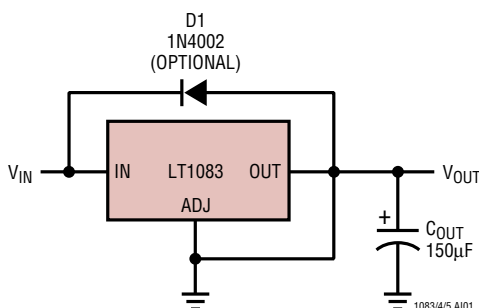 D1
1N4002
(OPTIONAL)
VIN IN LT1083 OUT VOUT
ADJ
+
COUT
150µF
1083/4/5 AI01